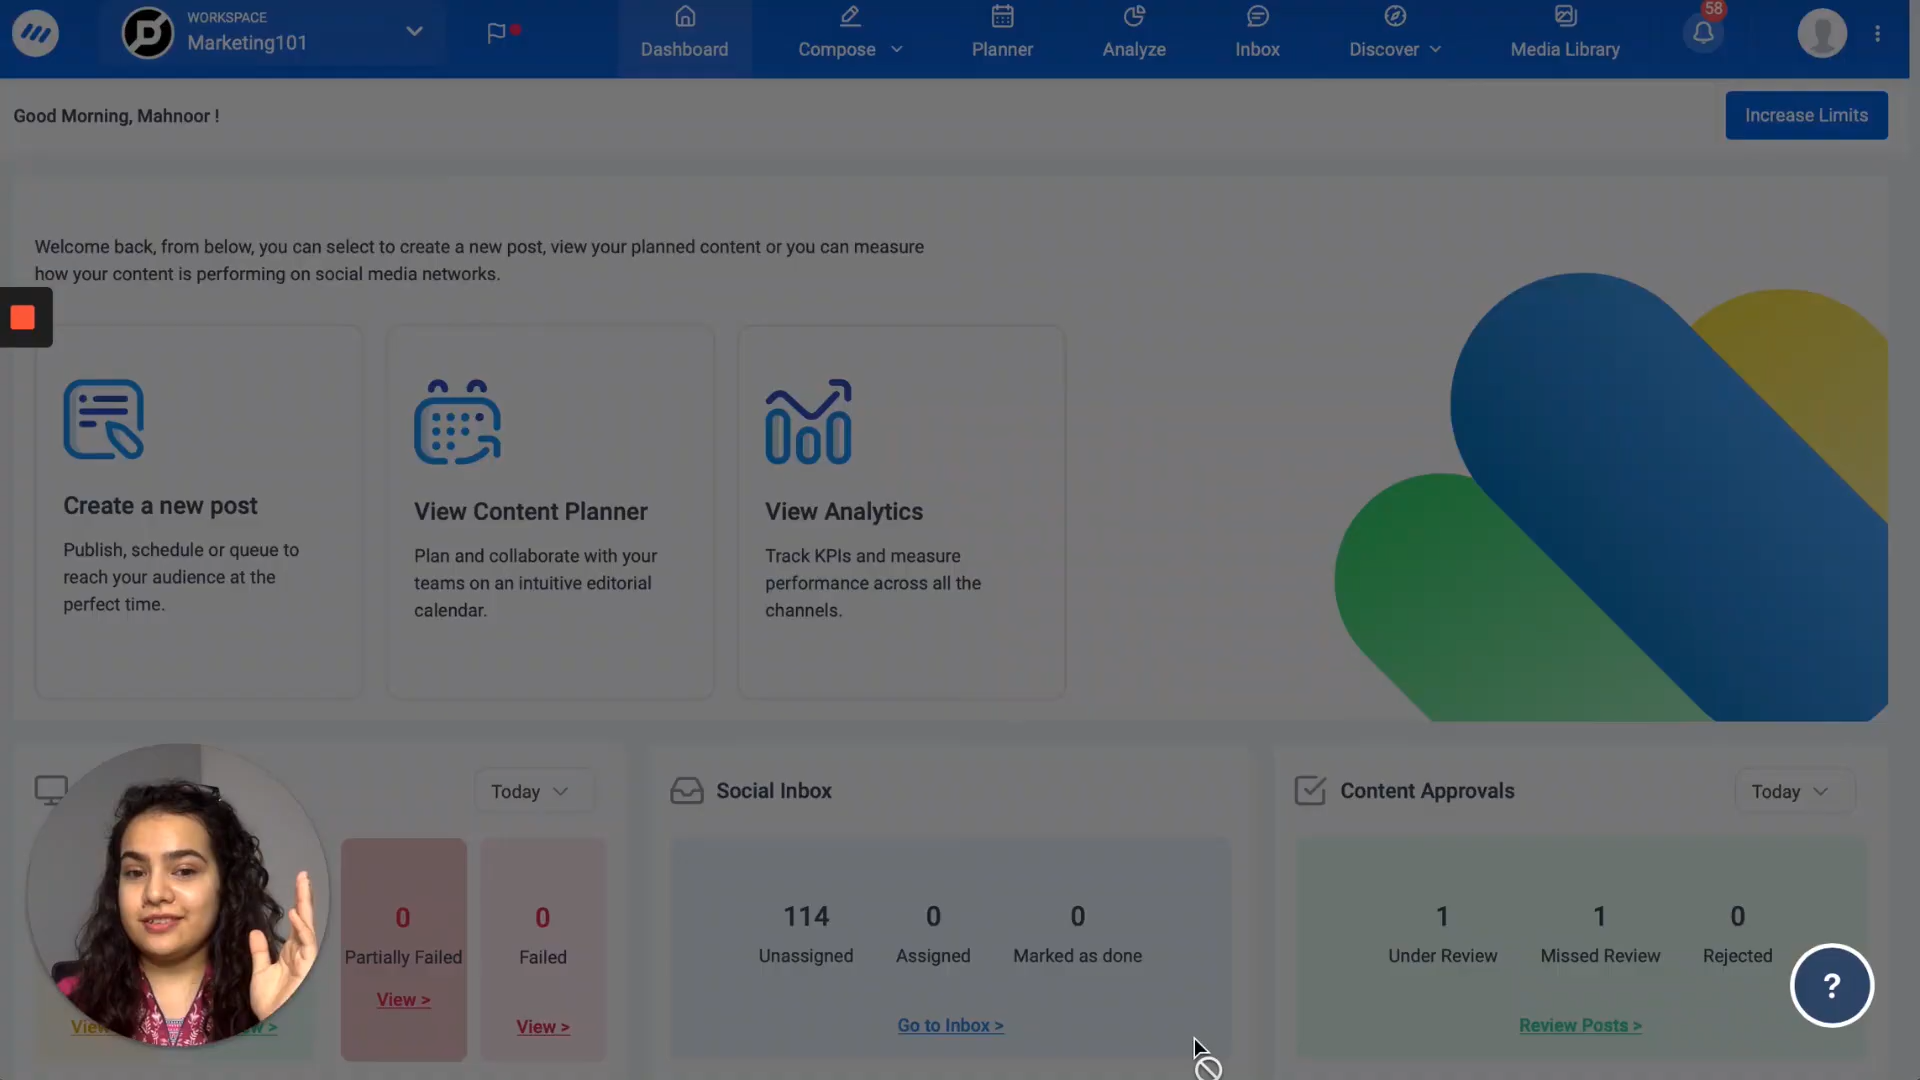 WORKSPACE
Marketing101
Dashboard
Compose
Planner
Analyze
Inbox
Discover
Media Library
58
Good Morning, Mahnoor !
Increase Limits
Welcome back, from below, you can select to create a new post, view your planned content or you can measure
how your content is performing on social media networks.
Create a new post
Publish, schedule or queue to
reach your audience at the
perfect time.
View Content Planner
Plan and collaborate with your
teams on an intuitive editorial
calendar.
View Analytics
Track KPIs and measure
performance across all the
channels.
Today
0
Partially Failed
View >
0
Failed
View >
Social Inbox
114
Unassigned
0
Assigned
0
Marked as done
Go to Inbox >
Content Approvals
Today
1
Under Review
1
Missed Review
0
Rejected
Review Posts >
?